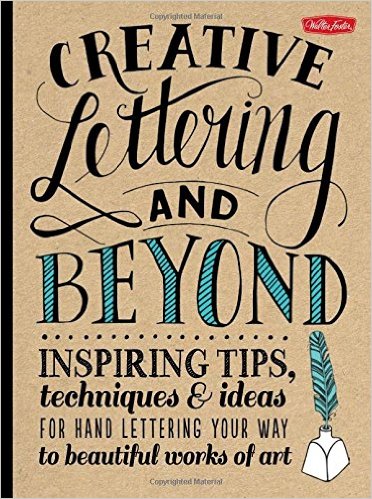 Walter Foster
CREATIVE
Lettering
AND
BEYOND
INSPIRING TIPS,
techniques & ideas
FOR HAND LETTERING YOUR WAY
to beautiful works of art